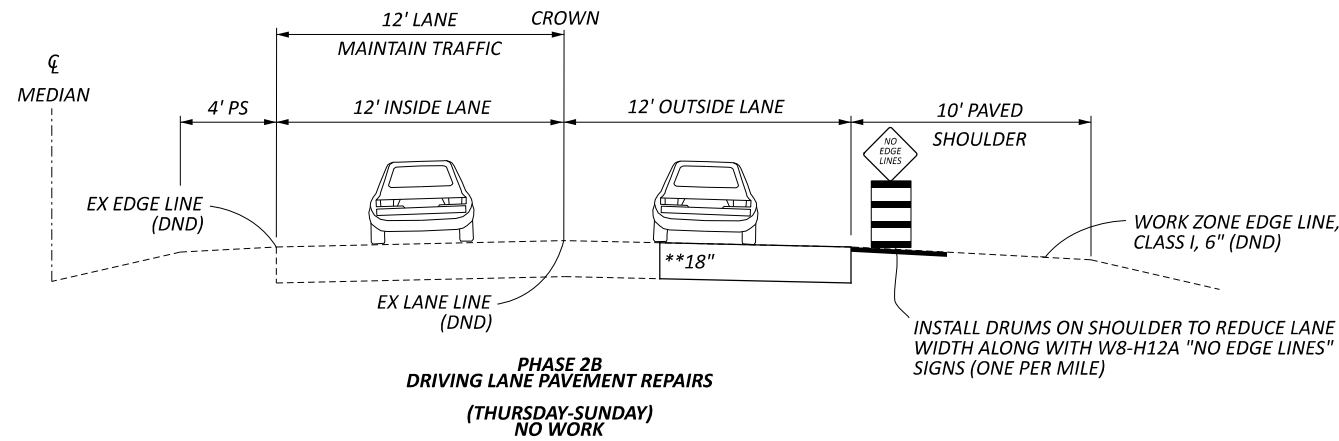 12' LANE
CROWN
MAINTAIN TRAFFIC
℄
MEDIAN
4' PS
12' INSIDE LANE
12' OUTSIDE LANE
10' PAVED
SHOULDER
NO
EDGE
LINES
EX EDGE LINE
(DND)
WORK ZONE EDGE LINE,
CLASS I, 6" (DND)
**18"
EX LANE LINE
(DND)
INSTALL DRUMS ON SHOULDER TO REDUCE LANE
WIDTH ALONG WITH W8-H12A "NO EDGE LINES"
SIGNS (ONE PER MILE)
PHASE 2B
DRIVING LANE PAVEMENT REPAIRS
(THURSDAY-SUNDAY)
NO WORK